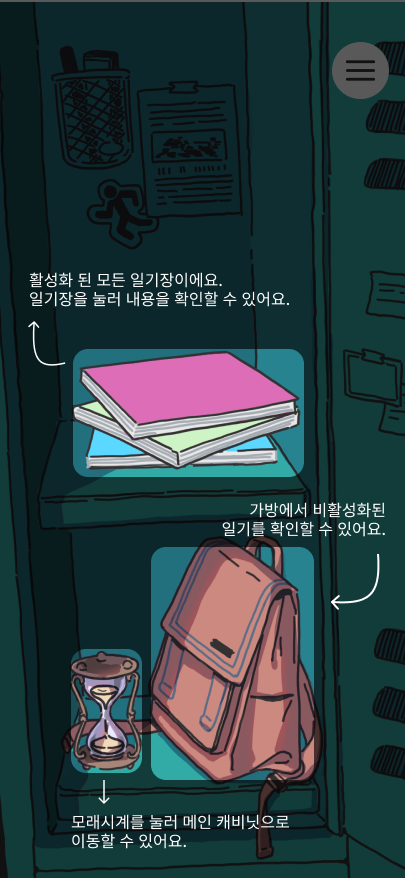 활성화 된 모든 일기장이에요.
일기장을 눌러 내용을 확인할 수 있어요.
가방에서 비활성화된
일기를 확인할 수 있어요.
모래시계를 눌러 메인 캐비닛으로
이동할 수 있어요.